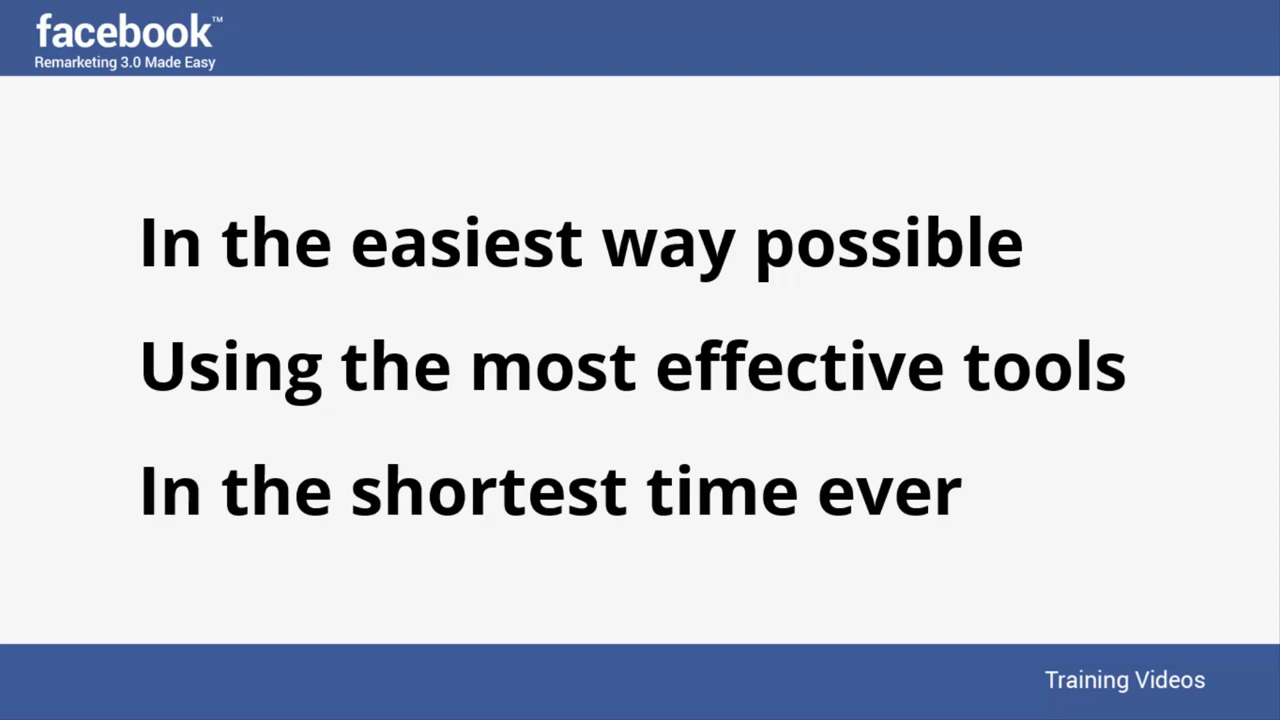 facebook™
Remarketing 3.0 Made Easy
In the easiest way possible
Using the most effective tools
In the shortest time ever
Training Videos